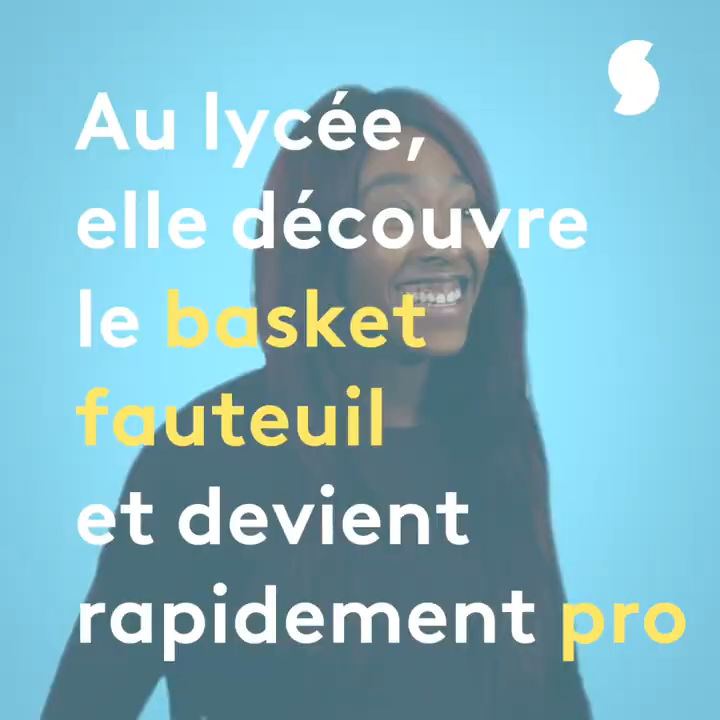 Au lycée,
elle découvre
le basket
fauteuil
et devient
rapidement pro